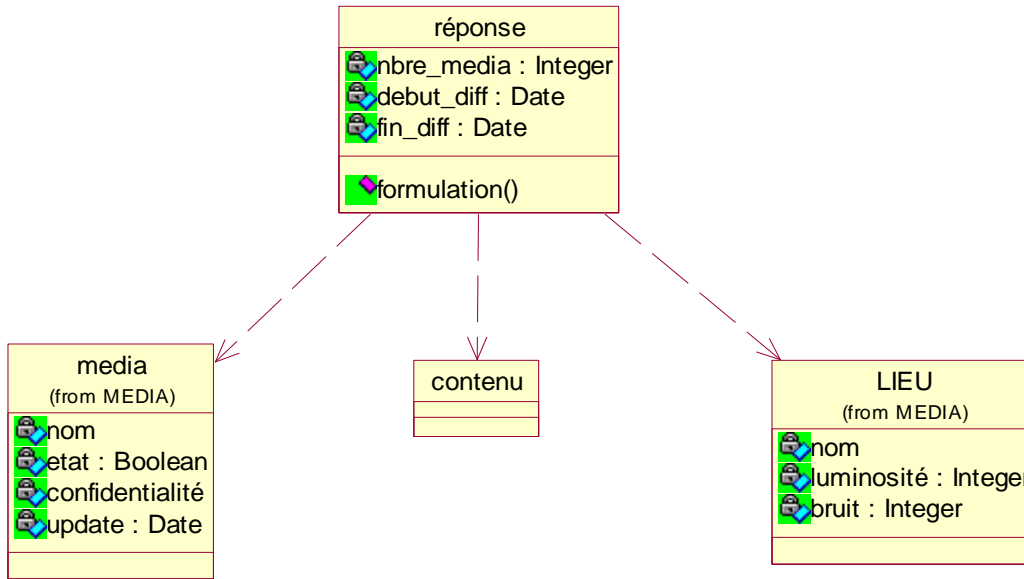 réponse
nbre_media : Integer
debut_diff : Date
fin_diff : Date
formulation()
media
(from MEDIA)
nom
etat : Boolean
confidentialité
update : Date
contenu
LIEU
(from MEDIA)
nom
luminosité : Integer
bruit : Integer